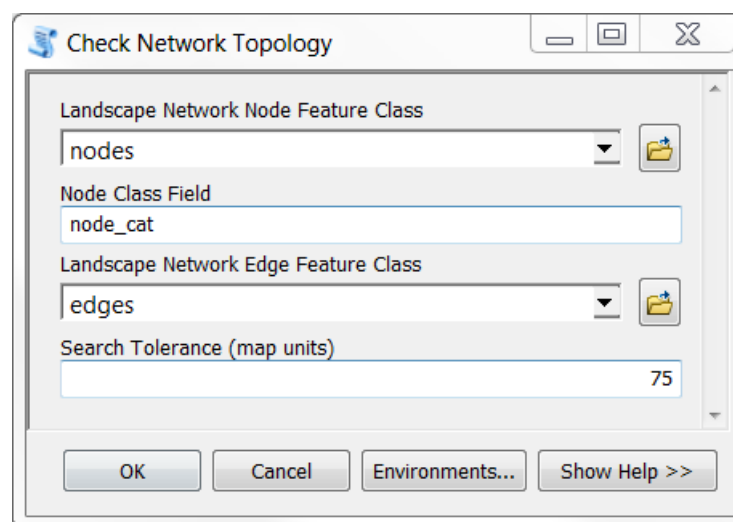 Check Network Topology
Landscape Network Node Feature Class
nodes
Node Class Field
node_cat
Landscape Network Edge Feature Class
edges
Search Tolerance (map units)
75
OK Cancel Environments... Show Help >>